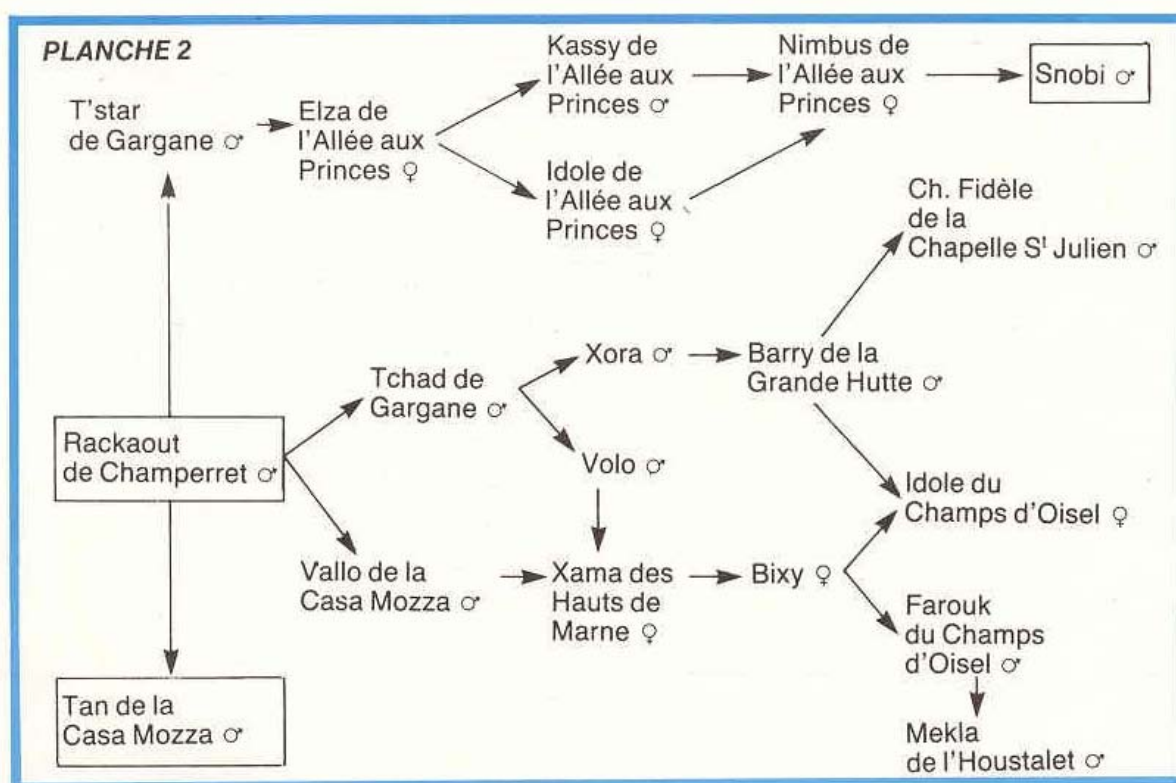 PLANCHE 2
T'star
de Gargane ♂
Elza de
l'Allée aux
Princes ♀
Kassy de
l'Allée aux
Princes ♂
Nimbus de
l'Allée aux
Princes ♀
Snobi ♂
Idole de
l'Allée aux
Princes ♀
Ch. Fidèle
de la
Chapelle Sᵗ Julien ♂
Xora ♂
Barry de la
Grande Hutte ♂
Tchad de
Gargane ♂
Rackaout
de Champerret ♂
Volo ♂
Idole du
Champs d'Oisel ♀
Vallo de la
Casa Mozza ♂
Xama des
Hauts de
Marne ♀
Bixy ♀
Farouk
du Champs
d'Oisel ♂
Tan de la
Casa Mozza ♂
Mekla
de l'Houstalet ♂